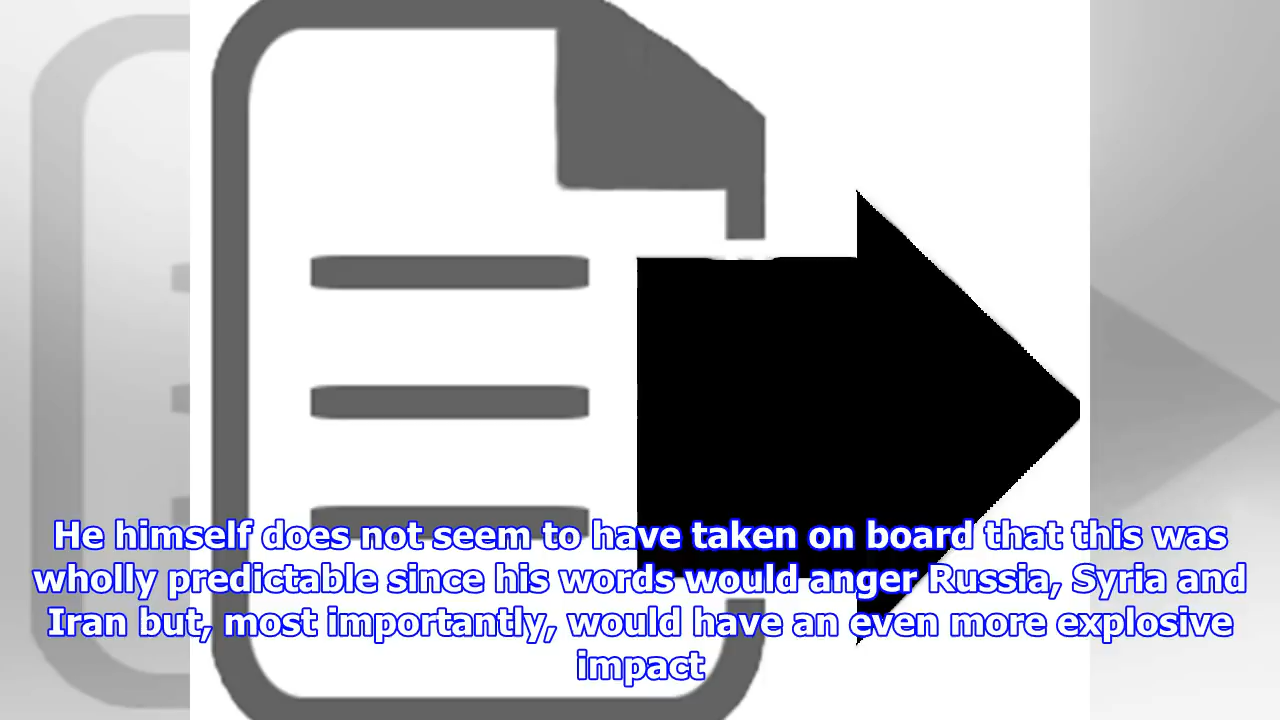 He himself does not seem to have taken on board that this was
wholly predictable since his words would anger Russia, Syria and
Iran but, most importantly, would have an even more explosive
impact